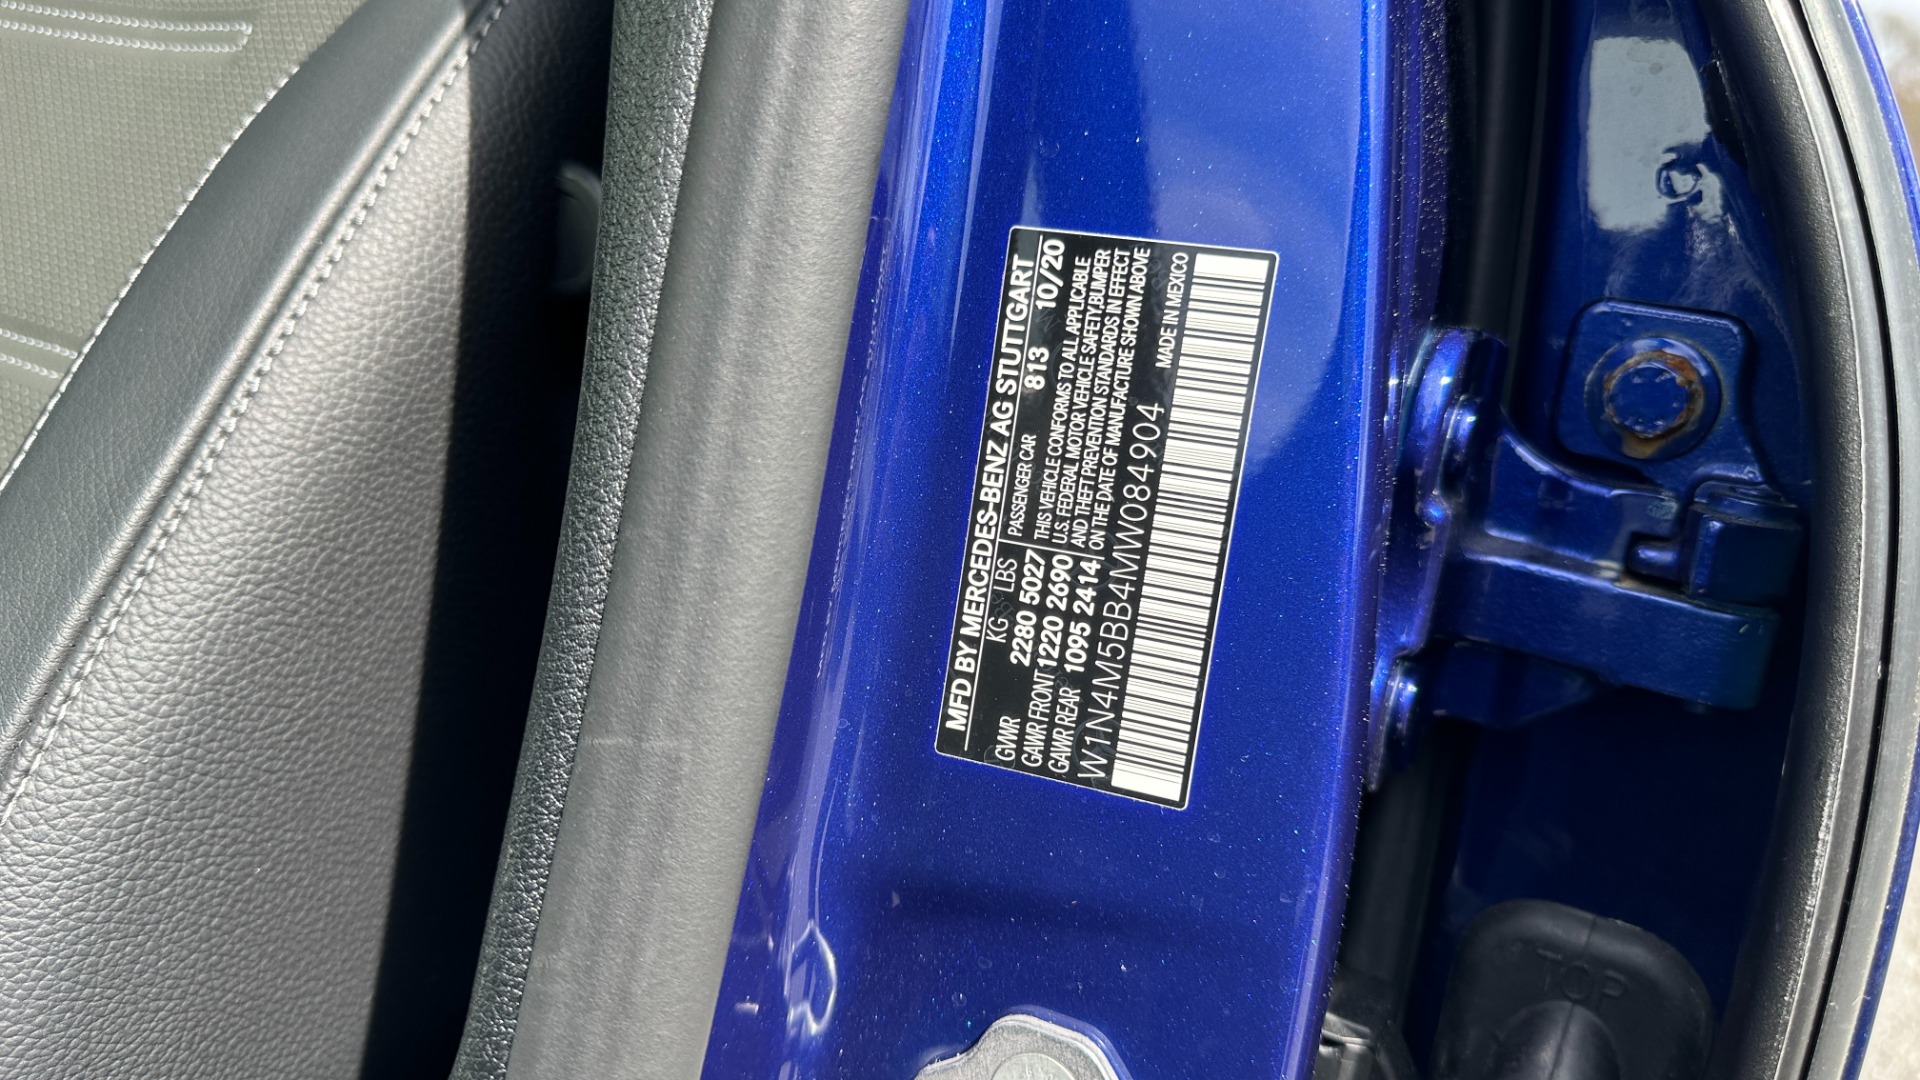 MFD BY MERCEDES-BENZ AG STUTTGART
KG LBS PASSENGER CAR 813 10/20
GVWR 2280 5027
GAWR FRONT 1220 2690
GAWR REAR 1095 2414
THIS VEHICLE CONFORMS TO ALL APPLICABLE
U.S. FEDERAL MOTOR VEHICLE SAFETY,BUMPER
AND THEFT PREVENTION STANDARDS IN EFFECT
ON THE DATE OF MANUFACTURE SHOWN ABOVE
W1N4M5BB4MW084904 MADE IN MEXICO
TOP